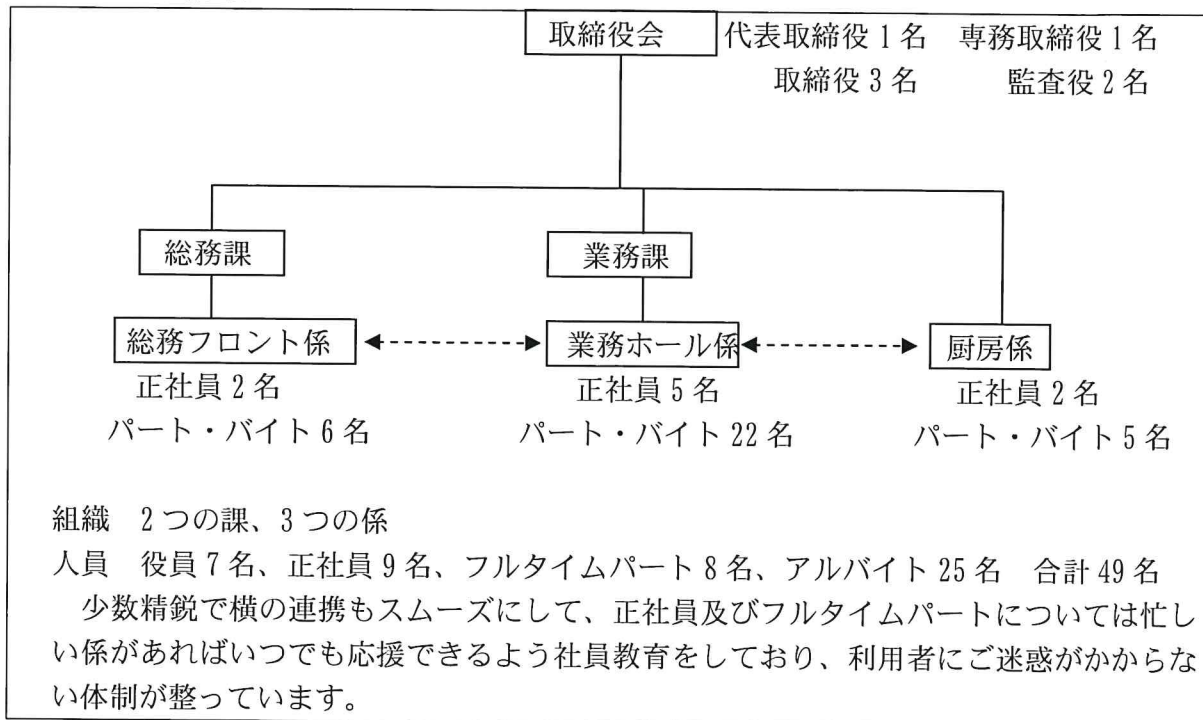 取締役会 代表取締役1名 専務取締役1名
取締役3名 監査役2名
総務課 業務課
総務フロント係 業務ホール係 厨房係
正社員2名 正社員5名 正社員2名
パート・バイト6名 パート・バイト22名 パート・バイト5名
組織 2つの課、3つの係
人員 役員7名、正社員9名、フルタイムパート8名、アルバイト25名 合計49名
少数精鋭で横の連携もスムーズにして、正社員及びフルタイムパートについては忙し
い係があればいつでも応援できるよう社員教育をしており、利用者にご迷惑がかからな
い体制が整っています。